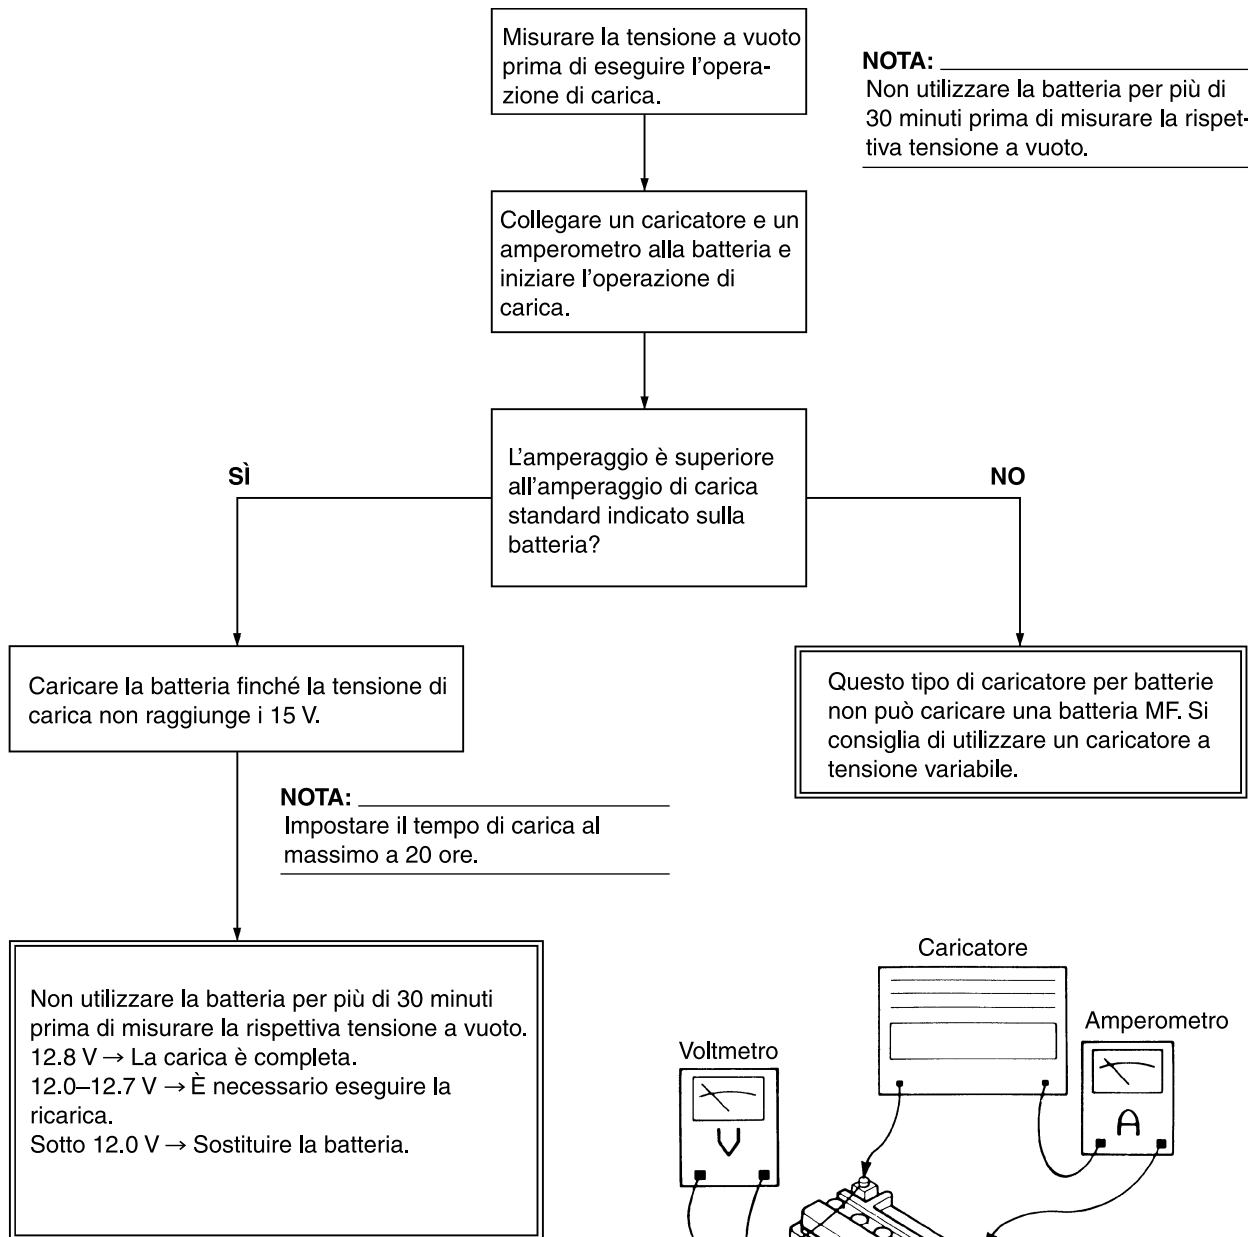 Misurare la tensione a vuoto
prima di eseguire l'opera-
zione di carica.
NOTA:
Non utilizzare la batteria per più di
30 minuti prima di misurare la rispet-
tiva tensione a vuoto.
Collegare un caricatore e un
amperometro alla batteria e
iniziare l'operazione di
carica.
L'amperaggio è superiore
all'amperaggio di carica
standard indicato sulla
batteria?
SÌ
NO
Caricare la batteria finché la tensione di
carica non raggiunge i 15 V.
Questo tipo di caricatore per batterie
non può caricare una batteria MF. Si
consiglia di utilizzare un caricatore a
tensione variabile.
NOTA:
Impostare il tempo di carica al
massimo a 20 ore.
Non utilizzare la batteria per più di 30 minuti
prima di misurare la rispettiva tensione a vuoto.
12.8 V → La carica è completa.
12.0–12.7 V → È necessario eseguire la
ricarica.
Sotto 12.0 V → Sostituire la batteria.
Caricatore
Amperometro
Voltmetro
V
A